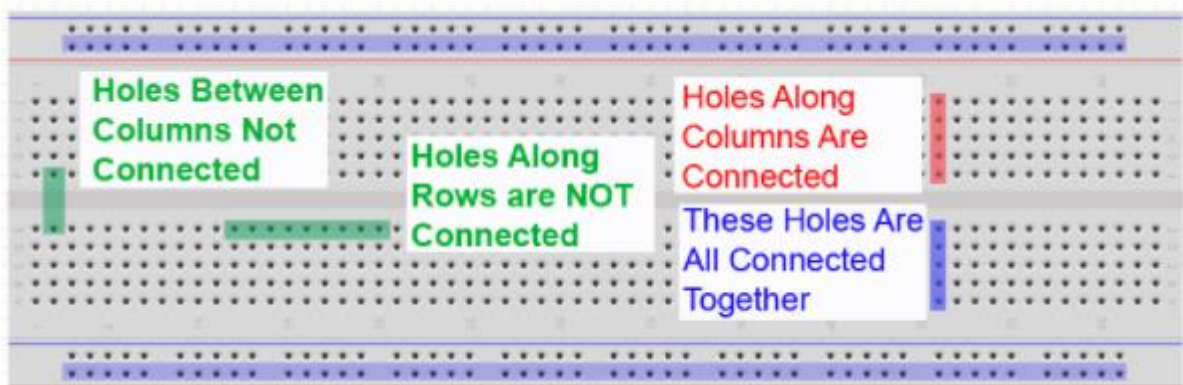 Holes Between
Columns Not
Connected
Holes Along
Rows are NOT
Connected
Holes Along
Columns Are
Connected
These Holes Are
All Connected
Together